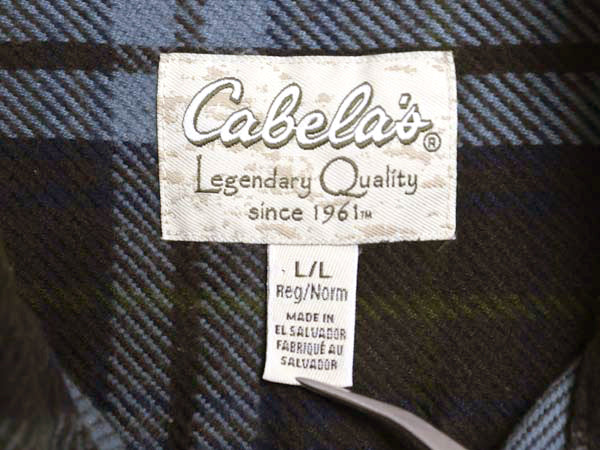 Cabela's®
Legendary Quality
since 1961™
L/L
Reg/Norm
MADE IN
EL SALVADOR
FABRIQUÉ AU
SALVADOR